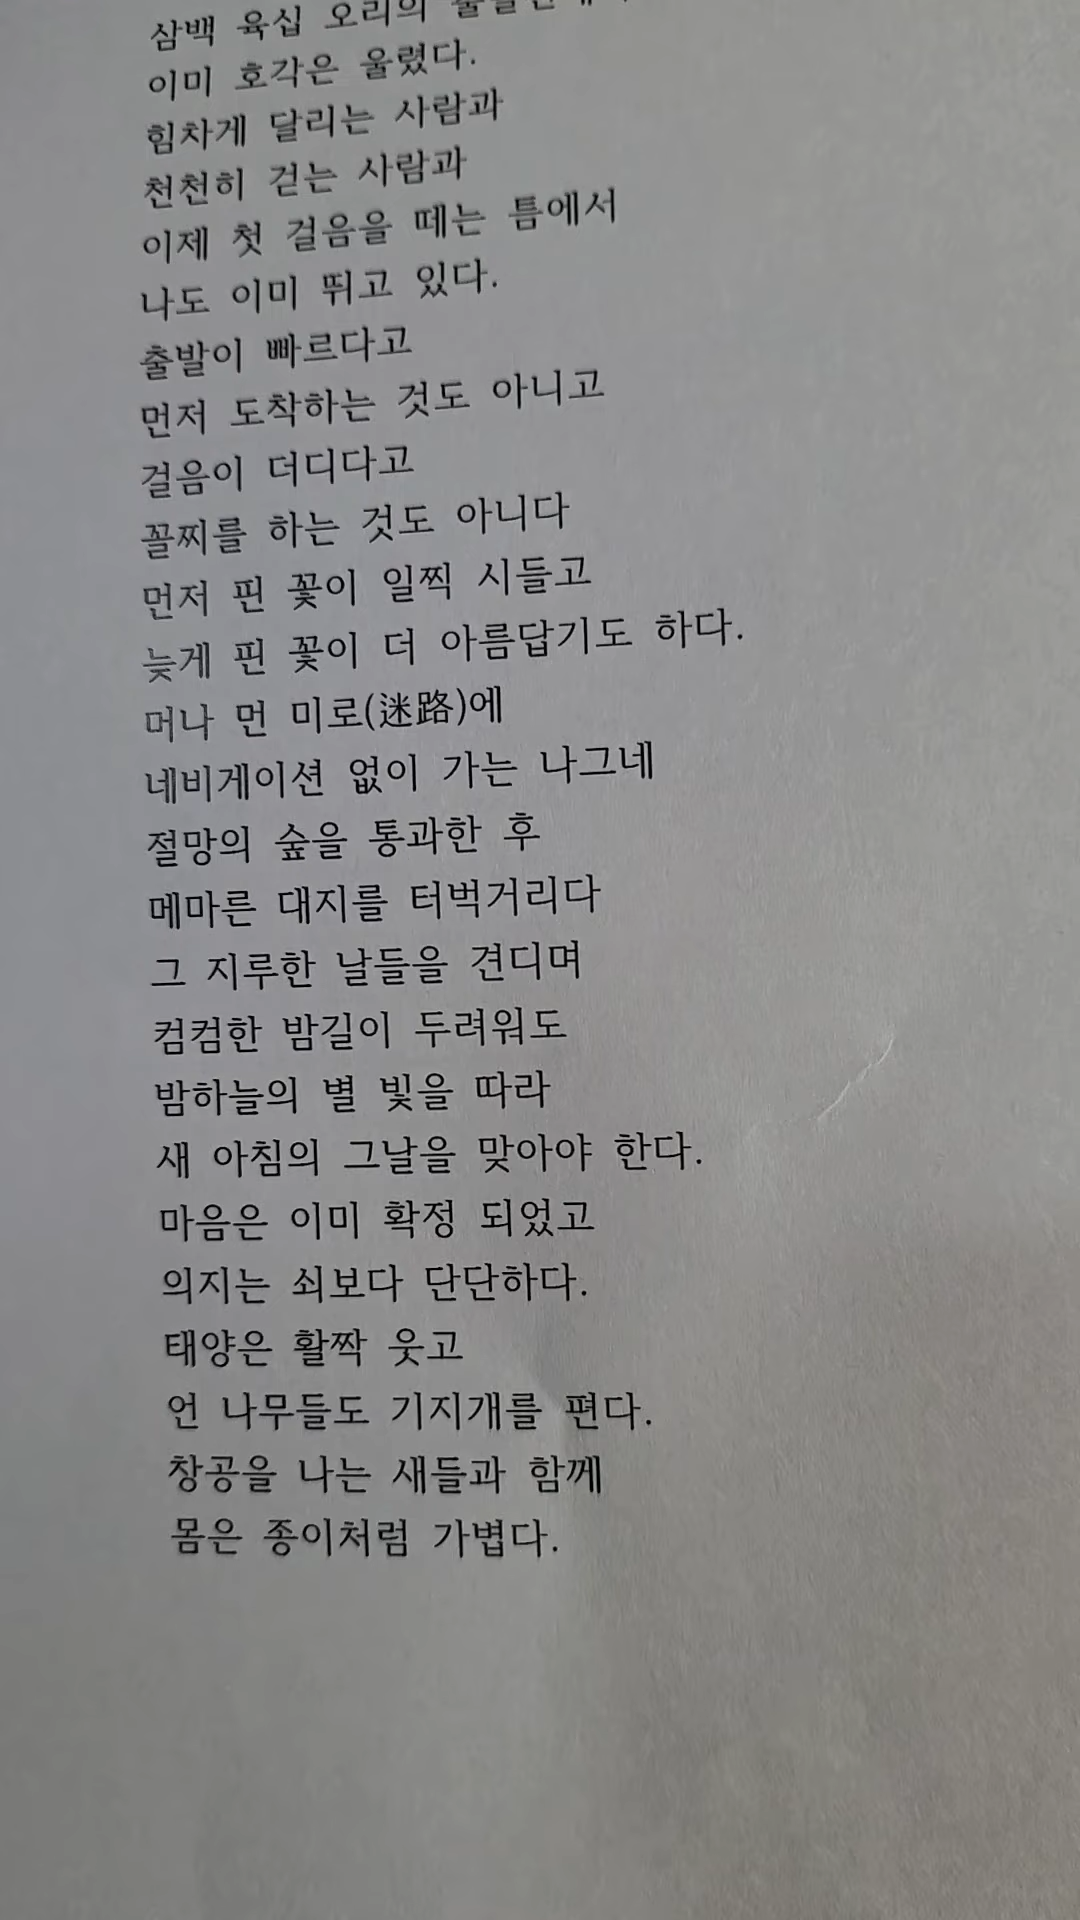 삼백 육십 오리의
이미 호각은 울렸다.
힘차게 달리는 사람과
천천히 걷는 사람과
이제 첫 걸음을 떼는 틈에서
나도 이미 뛰고 있다.
출발이 빠르다고
먼저 도착하는 것도 아니고
걸음이 더디다고
꼴찌를 하는 것도 아니다
먼저 핀 꽃이 일찍 시들고
늦게 핀 꽃이 더 아름답기도 하다.
머나 먼 미로(迷路)에
네비게이션 없이 가는 나그네
절망의 숲을 통과한 후
메마른 대지를 터벅거리다
그 지루한 날들을 견디며
컴컴한 밤길이 두려워도
밤하늘의 별 빛을 따라
새 아침의 그날을 맞아야 한다.
마음은 이미 확정 되었고
의지는 쇠보다 단단하다.
태양은 활짝 웃고
언 나무들도 기지개를 편다.
창공을 나는 새들과 함께
몸은 종이처럼 가볍다.